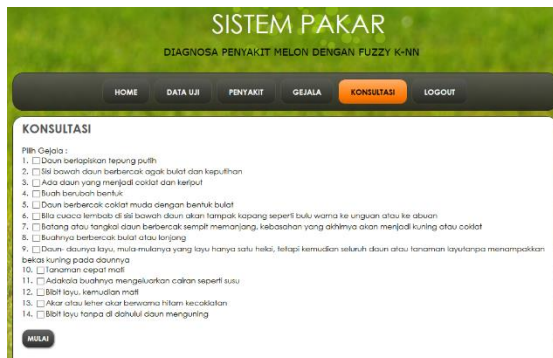 SISTEM PAKAR
DIAGNOSA PENYAKIT MELON DENGAN FUZZY K-NN
HOME DATA UJI PENYAKIT GEJALA KONSULTASI LOGOUT
KONSULTASI
Pilih Gejala :
1. Daun berlapiskan tepung putih
2. Sisi bawah daun berbercak agak bulat dan keputihan
3. Ada daun yang menjadi coklat dan keriput
4. Buah berubah bentuk
5. Daun berbercak coklat muda dengan bentuk bulat
6. Bila cuaca lembab di sisi bawah daun akan tampak kapang seperti bulu warna ke unguan atau ke abuan
7. Batang atau tangkai daun berbercak sempit memanjang, kebasahan yang akhirnya akan menjadi kuning atau coklat
8. Buahnya berbercak bulat atau lonjong
9. Daun- daunya layu, mula-mulanya yang layu hanya satu helai, tetapi kemudian seluruh daun atau tanaman layutanpa menampakkan
bekas kuning pada daunnya
10. Tanaman cepat mati
11. Adakala buahnya mengeluarkan cairan seperti susu
12. Bibit layu, kemudian mati
13. Akar atau leher akar berwarna hitam kecoklatan
14. Bibit layu tanpa di dahului daun menguning
MULAI